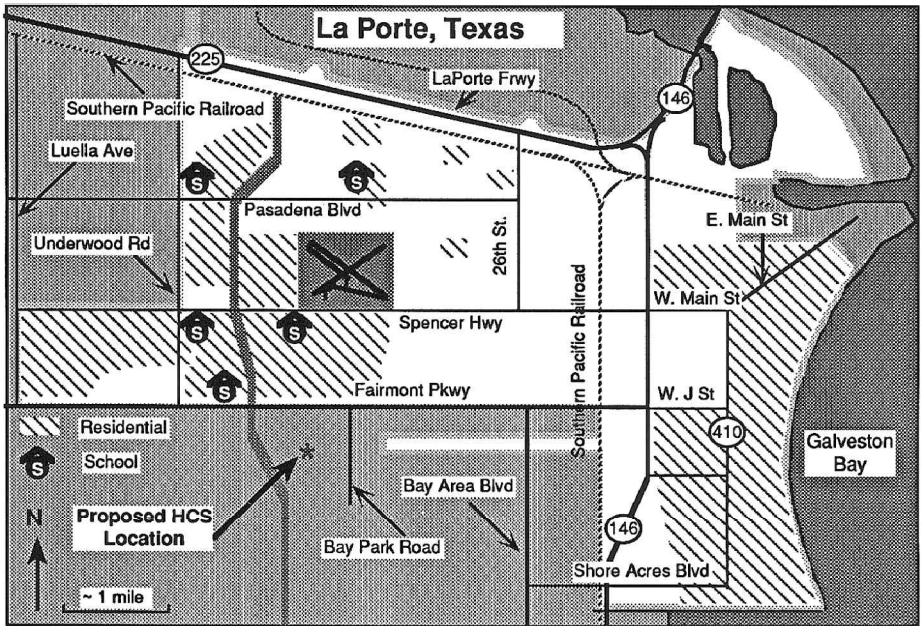 La Porte, Texas
225
LaPorte Frwy
146
Southern Pacific Railroad
Luella Ave
S
S
Pasadena Blvd
E. Main St
Underwood Rd
26th St.
W. Main St
S
S
Spencer Hwy
Southern Pacific Railroad
S
Fairmont Pkwy
W. J St
Residential
410
S
School
Galveston
Bay
Bay Area Blvd
N
Proposed HCS
Location
Bay Park Road
146
Shore Acres Blvd
~ 1 mile